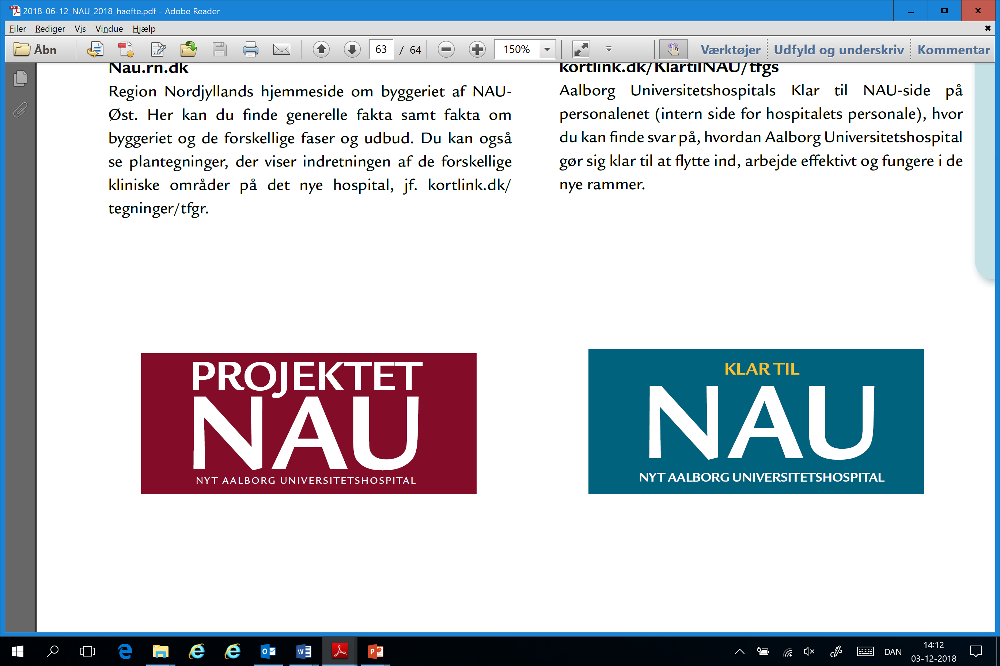 2018-06-12_NAU_2018_haefte.pdf - Adobe Reader
Filer Rediger Vis Vindue Hjælp
Åbn 63 / 64 150% Værktøjer Udfyld og underskriv Kommentar
Nau.rn.dk
Region Nordjyllands hjemmeside om byggeriet af NAU-
Øst. Her kan du finde generelle fakta samt fakta om
byggeriet og de forskellige faser og udbud. Du kan også
se plantegninger, der viser indretningen af de forskellige
kliniske områder på det nye hospital, jf. kortlink.dk/
tegninger/tfgr.
kortlink.dk/KlartilNAU/tfgs
Aalborg Universitetshospitals Klar til NAU-side på
personalenet (intern side for hospitalets personale), hvor
du kan finde svar på, hvordan Aalborg Universitetshospital
gør sig klar til at flytte ind, arbejde effektivt og fungere i de
nye rammer.
PROJEKTET
NAU
NYT AALBORG UNIVERSITETSHOSPITAL
KLAR TIL
NAU
NYT AALBORG UNIVERSITETSHOSPITAL
DAN
14:12
03-12-2018